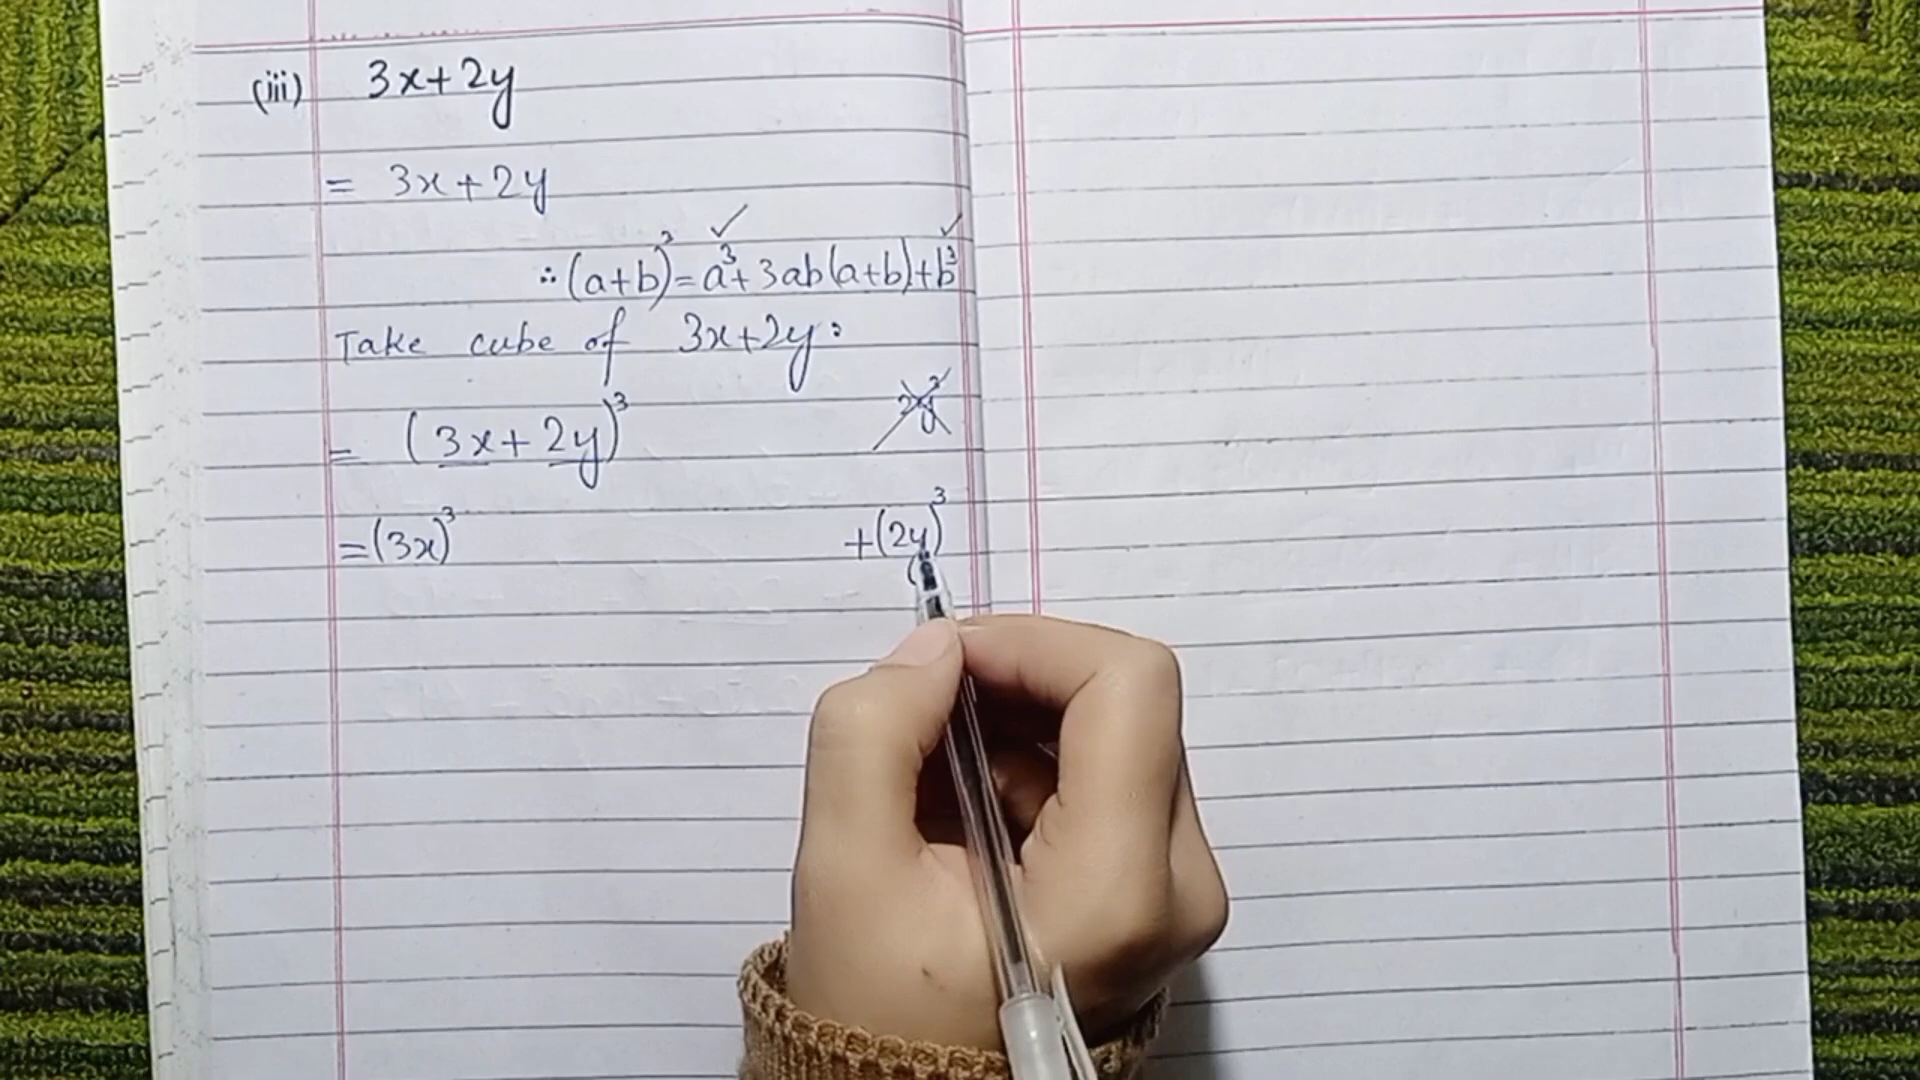 (iii) 3x+2y
= 3x+2y
∴ (a+b)³ = a³+3ab(a+b)+b³
Take cube of 3x+2y:
= (3x+2y)³
= (3x)³ +(2y)³